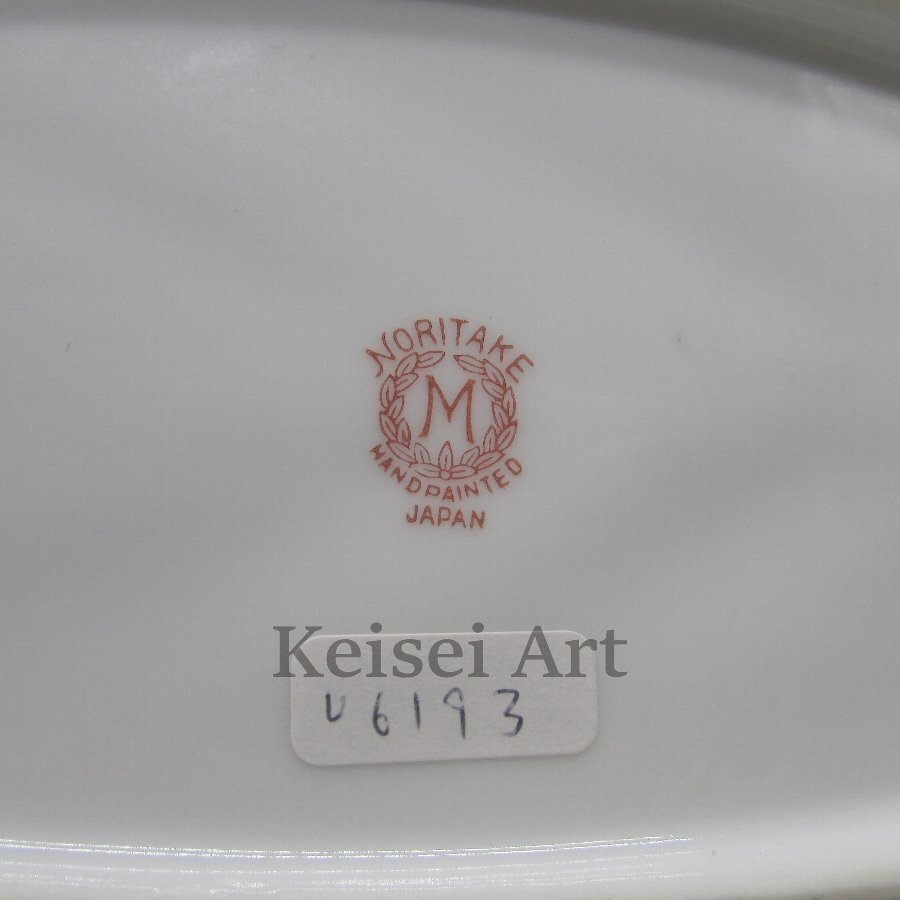 NORITAKE
M
HANDPAINTED
JAPAN
Keisei Art
U6193